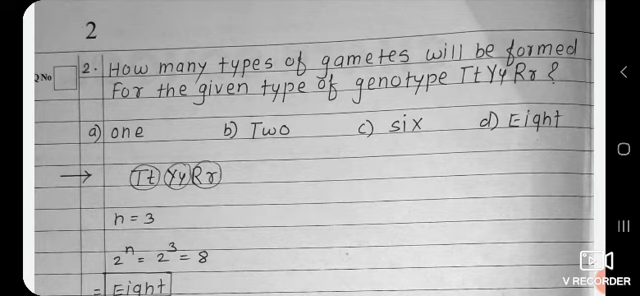 2
Q No
2. How many types of gametes will be formed
For the given type of genotype TtYyRr?
a) one b) Two c) six d) Eight
→ Tt Yy Rr
n = 3
2ⁿ = 2³ = 8
= Eight
V RECORDER